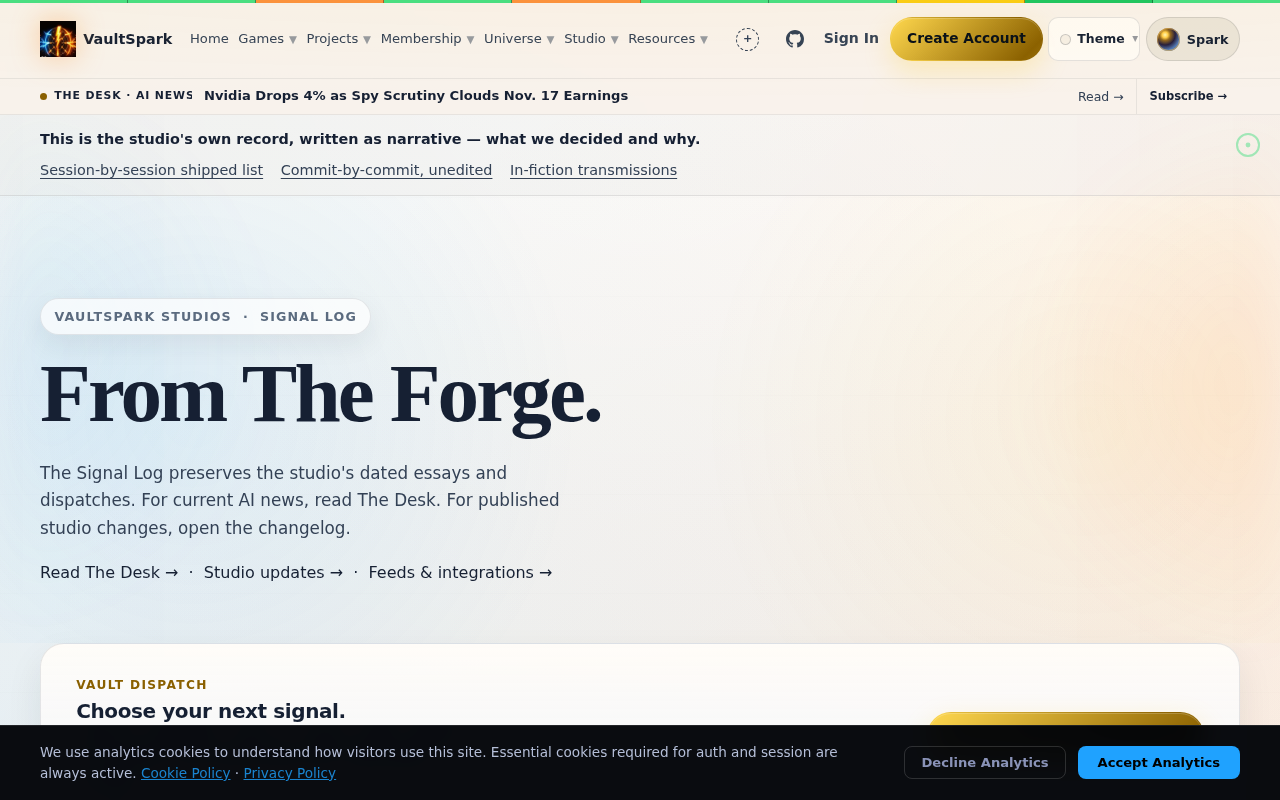 VaultSpark Home Games ▼ Projects ▼ Membership ▼ Universe ▼ Studio ▼ Resources ▼ + Sign In Create Account Theme ▼ Spark
THE DESK · AI NEWS Nvidia Drops 4% as Spy Scrutiny Clouds Nov. 17 Earnings Read → Subscribe →
This is the studio's own record, written as narrative — what we decided and why.
Session-by-session shipped list Commit-by-commit, unedited In-fiction transmissions
VAULTSPARK STUDIOS · SIGNAL LOG
From The Forge.
The Signal Log preserves the studio's dated essays and
dispatches. For current AI news, read The Desk. For published
studio changes, open the changelog.
Read The Desk → · Studio updates → · Feeds & integrations →
VAULT DISPATCH
Choose your next signal.
We use analytics cookies to understand how visitors use this site. Essential cookies required for auth and session are
always active. Cookie Policy · Privacy Policy
Decline Analytics Accept Analytics